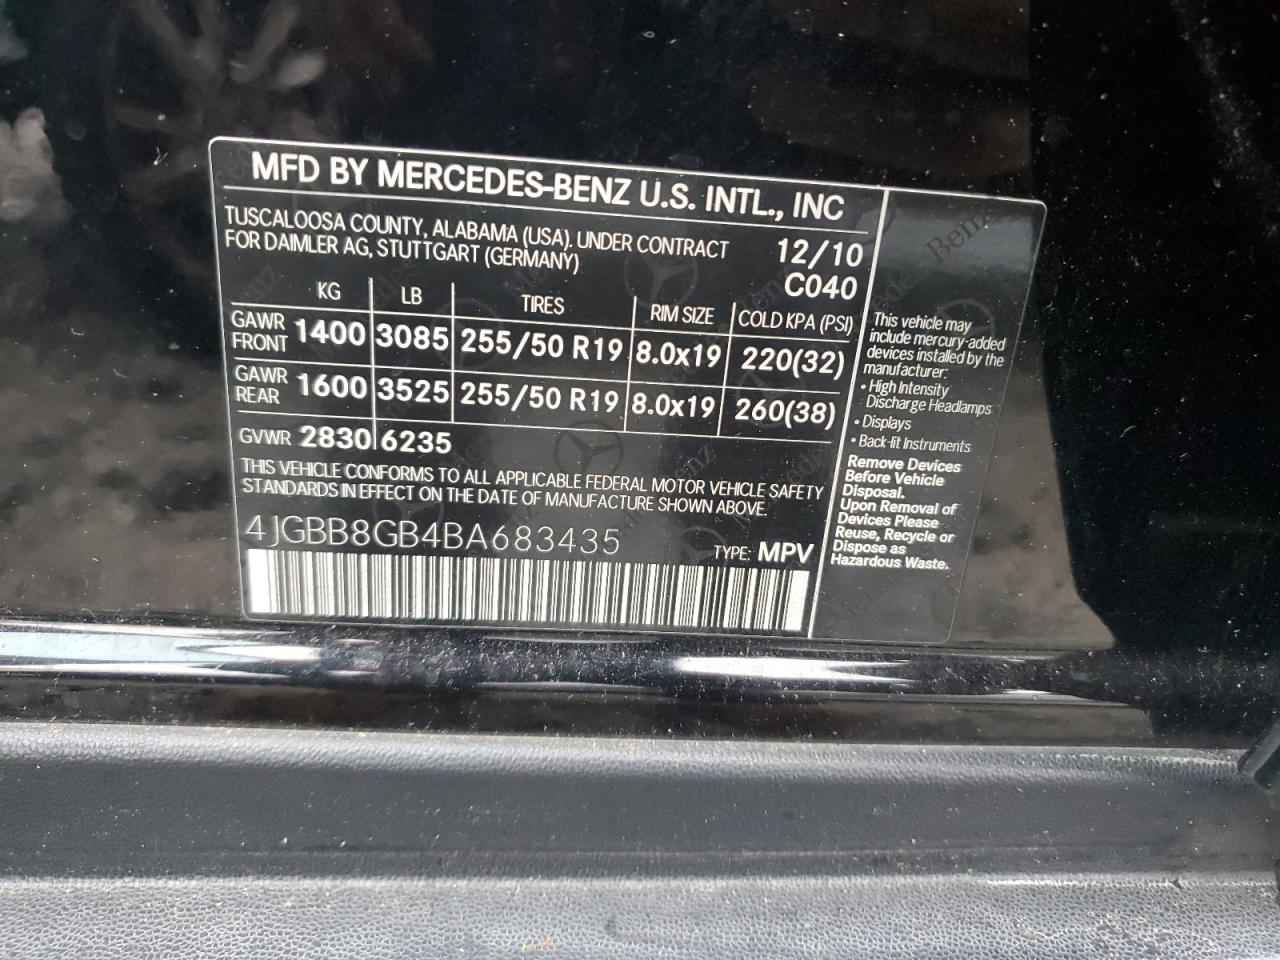 MFD BY MERCEDES-BENZ U.S. INTL., INC
TUSCALOOSA COUNTY, ALABAMA (USA). UNDER CONTRACT
FOR DAIMLER AG, STUTTGART (GERMANY)
12/10
C040
KG LB TIRES RIM SIZE COLD KPA (PSI)
GAWR FRONT 1400 3085 255/50 R19 8.0x19 220(32)
GAWR REAR 1600 3525 255/50 R19 8.0x19 260(38)
GVWR 2830 6235
THIS VEHICLE CONFORMS TO ALL APPLICABLE FEDERAL MOTOR VEHICLE SAFETY
STANDARDS IN EFFECT ON THE DATE OF MANUFACTURE SHOWN ABOVE.
4JGBB8GB4BA683435
TYPE: MPV
This vehicle may
include mercury-added
devices installed by the
manufacturer:
• High Intensity
Discharge Headlamps
• Displays
• Back-lit Instruments
Remove Devices
Before Vehicle
Disposal.
Upon Removal of
Devices Please
Reuse, Recycle or
Dispose as
Hazardous Waste.